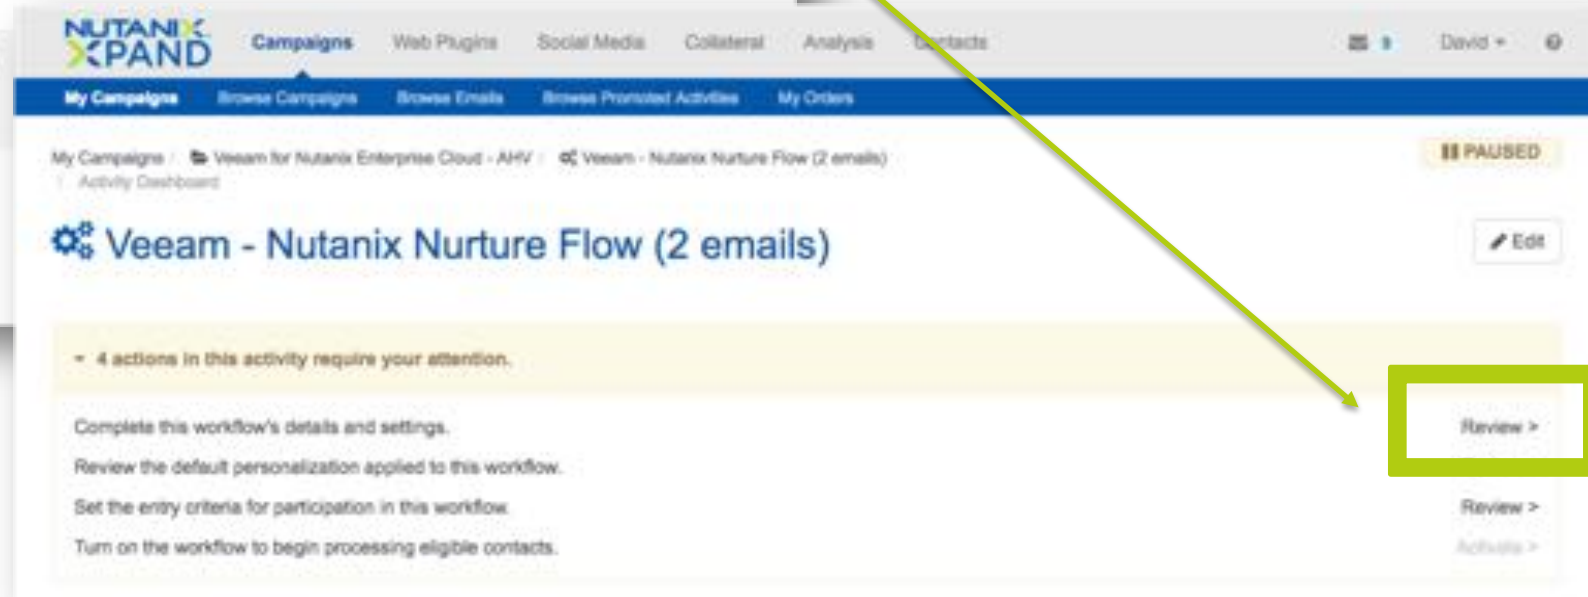 NUTANIX
XPAND
Campaigns Web Plugins Social Media Collateral Analysis Contacts David
My Campaigns Browse Campaigns Browse Emails Browse Promoted Activities My Orders
My Campaigns / Veeam for Nutanix Enterprise Cloud - AHV / Veeam - Nutanix Nurture Flow (2 emails)
/ Activity Dashboard
PAUSED
Veeam - Nutanix Nurture Flow (2 emails)
Edit
4 actions in this activity require your attention.
Complete this workflow's details and settings. Review >
Review the default personalization applied to this workflow.
Set the entry criteria for participation in this workflow. Review >
Turn on the workflow to begin processing eligible contacts. Activate >